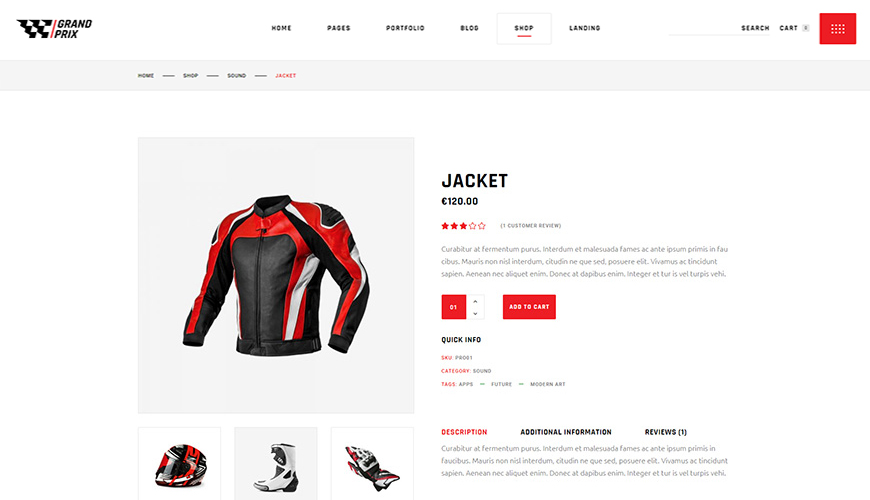 GRAND
PRIX
HOME PAGES PORTFOLIO BLOG SHOP LANDING SEARCH CART 0
HOME — SHOP — SOUND — JACKET
JACKET
€120.00
(1 CUSTOMER REVIEW)
Curabitur at fermentum purus. Interdum et malesuada fames ac ante ipsum primis in fau
cibus. Mauris non nisl interdum, citudin ne que sed, posuere elit. Vivamus ac tincidunt
sapien. Aenean nec aliquet enim. Donec at dapibus enim. Integer et tur is vel turpis vehi.
01 ADD TO CART
QUICK INFO
SKU: PR001
CATEGORY: SOUND
TAGS: APPS — FUTURE — MODERN ART
DESCRIPTION ADDITIONAL INFORMATION REVIEWS (1)
Curabitur at fermentum purus. Interdum et malesuada fames ac ante ipsum primis in
faucibus. Mauris non nisl interdum, citudin ne que sed, posuere elit. Vivamus ac tincidunt
sapien. Aenean nec aliquet enim. Donec at dapibus enim. Integer et tur is vel turpis vehi.